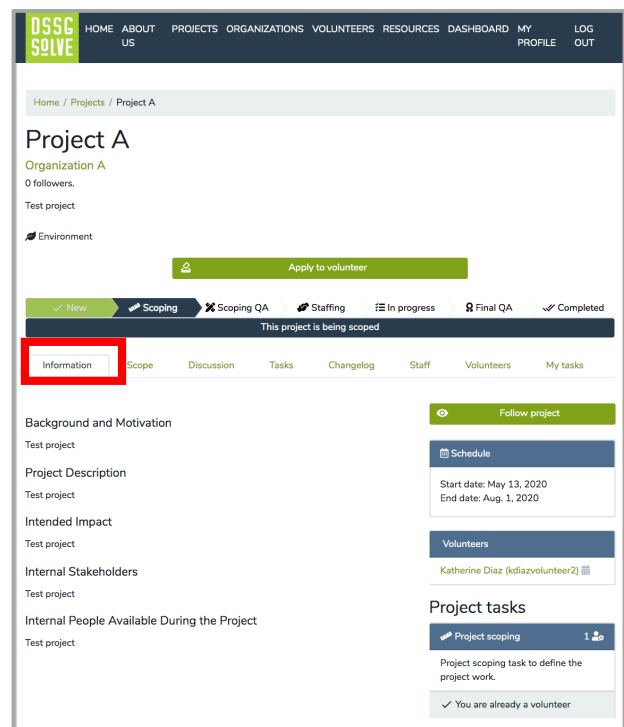 DSSG
SOLVE
HOME ABOUT US PROJECTS ORGANIZATIONS VOLUNTEERS RESOURCES DASHBOARD MY PROFILE LOG OUT
Home / Projects / Project A
Project A
Organization A
0 followers.
Test project
Environment
Apply to volunteer
New Scoping Scoping QA Staffing In progress Final QA Completed
This project is being scoped
Information Scope Discussion Tasks Changelog Staff Volunteers My tasks
Background and Motivation
Test project
Project Description
Test project
Intended Impact
Test project
Internal Stakeholders
Test project
Internal People Available During the Project
Test project
Follow project
Schedule
Start date: May 13, 2020
End date: Aug. 1, 2020
Volunteers
Katherine Diaz (kdiazvolunteer2)
Project tasks
Project scoping 1
Project scoping task to define the
project work.
You are already a volunteer